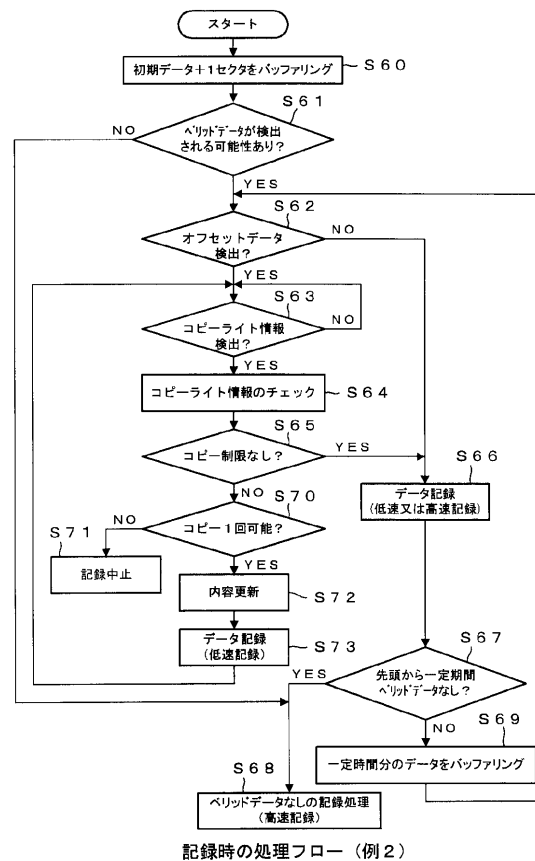 スタート
初期データ+1セクタをバッファリング
S60
S61
ベリッドデータが検出
される可能性あり?
NO
YES
S62
オフセットデータ
検出?
NO
YES
S63
コピーライト情報
検出?
NO
YES
コピーライト情報のチェック
S64
S65
コピー制限なし?
YES
NO
S66
データ記録
(低速又は高速記録)
S70
コピー1回可能?
NO
YES
S71
記録中止
内容更新
S72
データ記録
(低速記録)
S73
S67
先頭から一定期間
ベリッドデータなし?
YES
NO
S69
一定時間分のデータをバッファリング
S68
ベリッドデータなしの記録処理
(高速記録)
記録時の処理フロー(例2)